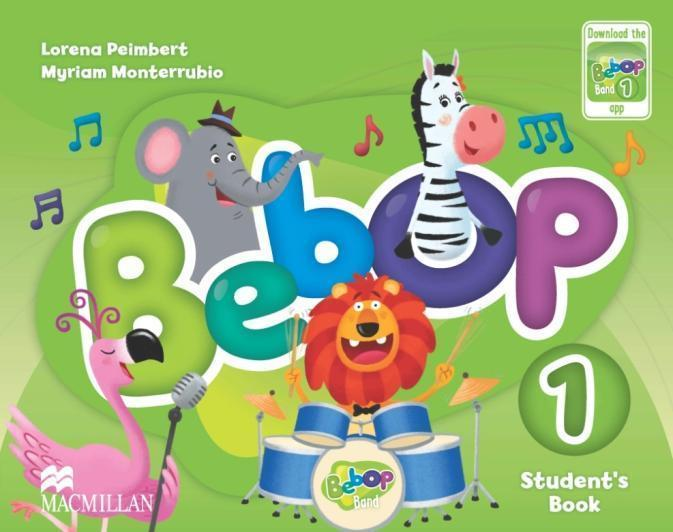 Lorena Peimbert
Myriam Monterrubio
Download the
BeBOP
Band 1
app
BebOp
1
BeBOP
Band
Student's
Book
MACMILLAN